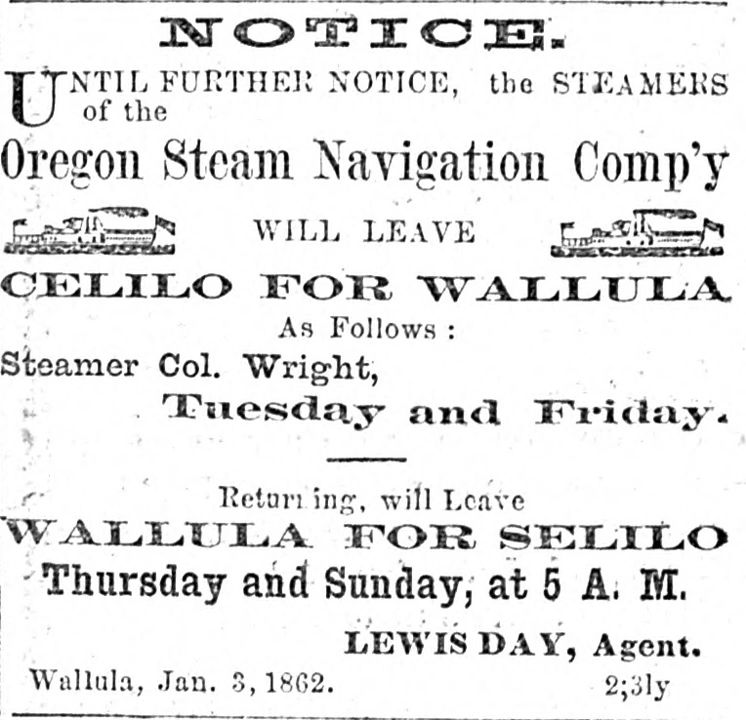 NOTICE.
UNTIL FURTHER NOTICE, the STEAMERS
of the
Oregon Steam Navigation Comp'y
WILL LEAVE
CELILO FOR WALLULA
As Follows :
Steamer Col. Wright,
Tuesday and Friday.
Returning, will Leave
WALLULA FOR SELILO
Thursday and Sunday, at 5 A. M.
LEWIS DAY, Agent.
Wallula, Jan. 3, 1862. 2;3ly